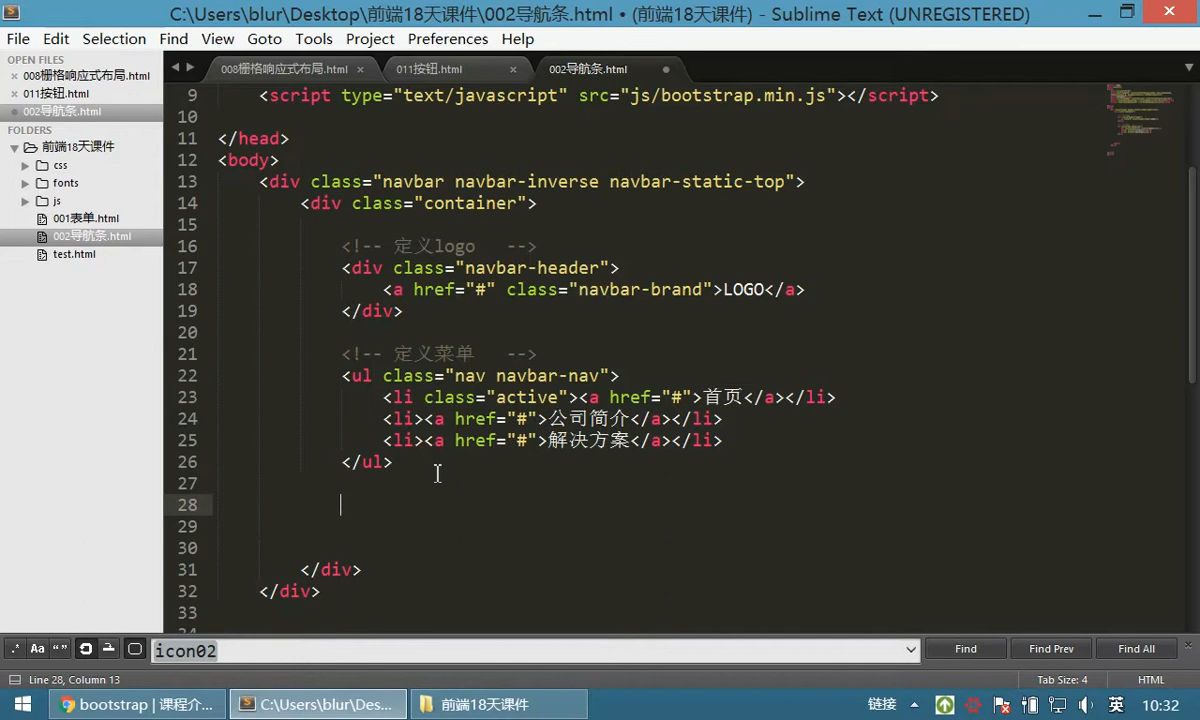 C:\Users\blur\Desktop\前端18天课件\002导航条.html • (前端18天课件) - Sublime Text (UNREGISTERED)
File Edit Selection Find View Goto Tools Project Preferences Help
OPEN FILES
008栅格响应式布局.html
011按钮.html
002导航条.html
FOLDERS
前端18天课件
css
fonts
js
001表单.html
002导航条.html
test.html
008栅格响应式布局.html 011按钮.html 002导航条.html
9 <script type="text/javascript" src="js/bootstrap.min.js"></script>
10
11 </head>
12 <body>
13 <div class="navbar navbar-inverse navbar-static-top">
14 <div class="container">
15
16 <!-- 定义logo -->
17 <div class="navbar-header">
18 <a href="#" class="navbar-brand">LOGO</a>
19 </div>
20
21 <!-- 定义菜单 -->
22 <ul class="nav navbar-nav">
23 <li class="active"><a href="#">首页</a></li>
24 <li><a href="#">公司简介</a></li>
25 <li><a href="#">解决方案</a></li>
26 </ul>
27
28
29
30
31 </div>
32 </div>
33
.* Aa “” icon02 Find Find Prev Find All
Line 28, Column 13 Tab Size: 4 HTML
bootstrap | 课程介... C:\Users\blur\Des... 前端18天课件 链接 英 10:32